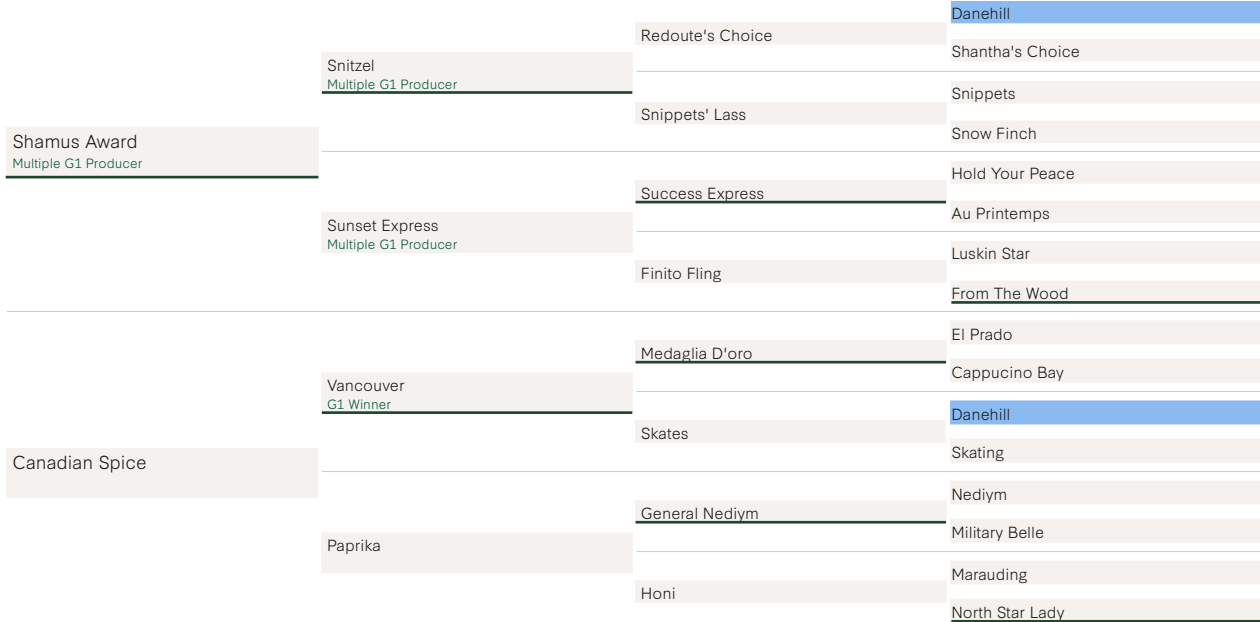 Shamus Award
Multiple G1 Producer
Canadian Spice
Snitzel
Multiple G1 Producer
Sunset Express
Multiple G1 Producer
Vancouver
G1 Winner
Paprika
Redoute's Choice
Snippets' Lass
Success Express
Finito Fling
Medaglia D'oro
Skates
General Nediym
Honi
Danehill
Shantha's Choice
Snippets
Snow Finch
Hold Your Peace
Au Printemps
Luskin Star
From The Wood
El Prado
Cappucino Bay
Danehill
Skating
Nediym
Military Belle
Marauding
North Star Lady